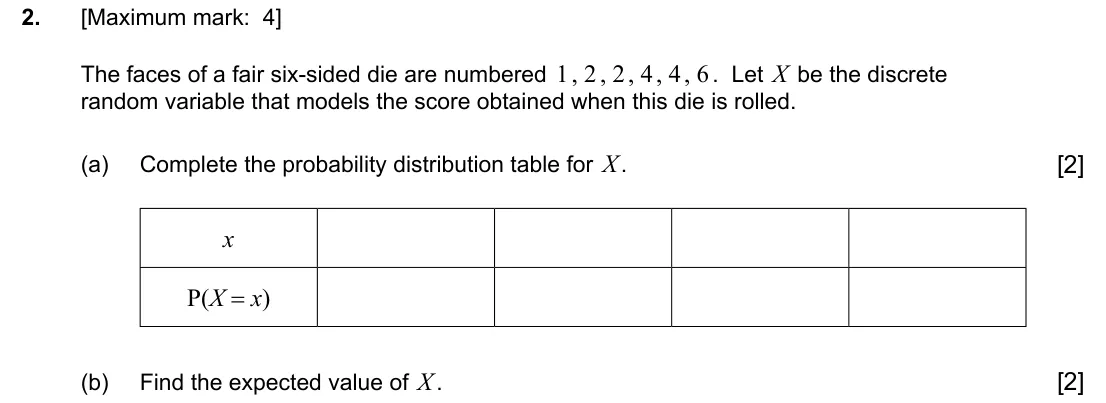 2. [Maximum mark: 4]
The faces of a fair six-sided die are numbered 1, 2, 2, 4, 4, 6. Let X be the discrete
random variable that models the score obtained when this die is rolled.
(a) Complete the probability distribution table for X. [2]
x
P(X = x)
(b) Find the expected value of X. [2]